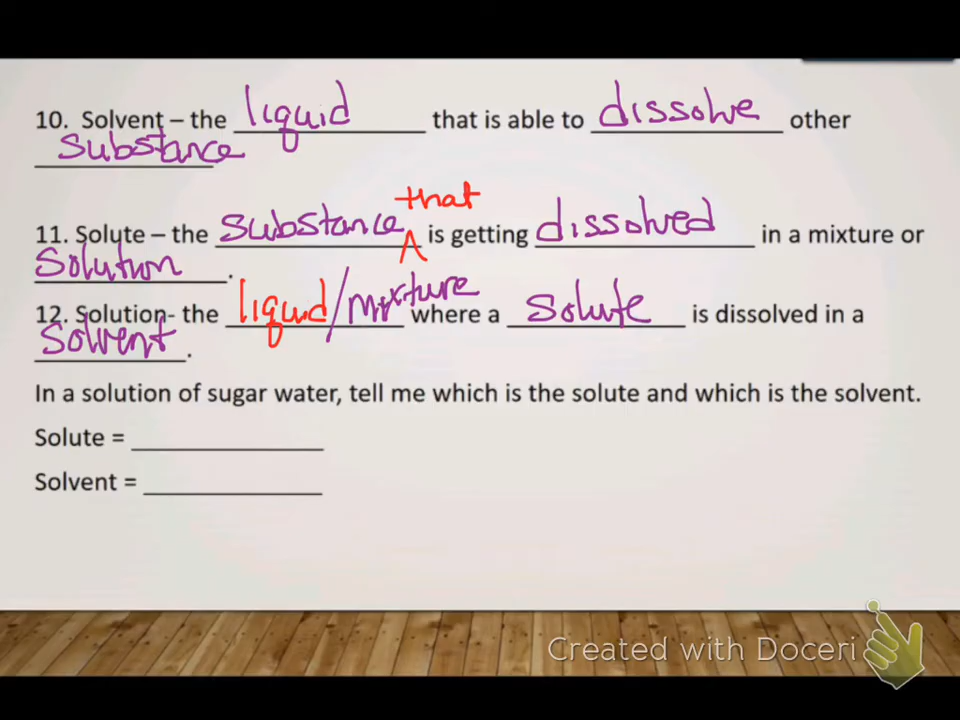 10. Solvent – the liquid that is able to dissolve other
substance
that
11. Solute – the substance is getting dissolved in a mixture or
solution.
12. Solution- the liquid/mixture where a solute is dissolved in a
solvent.
In a solution of sugar water, tell me which is the solute and which is the solvent.
Solute = ____________
Solvent = ____________
Created with Doceri